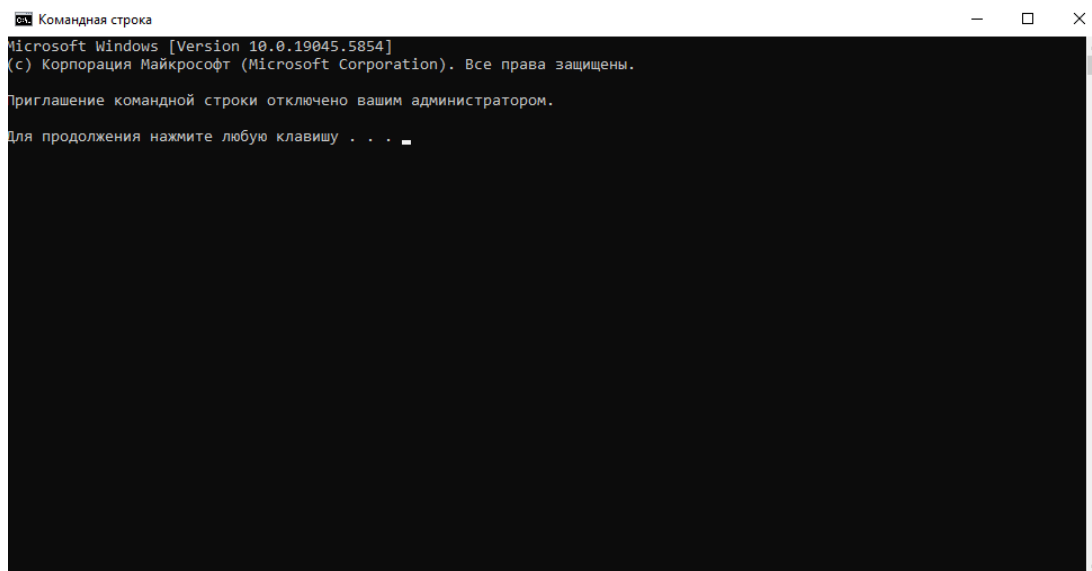 Командная строка
Microsoft Windows [Version 10.0.19045.5854]
(c) Корпорация Майкрософт (Microsoft Corporation). Все права защищены.
Приглашение командной строки отключено вашим администратором.
Для продолжения нажмите любую клавишу . . .